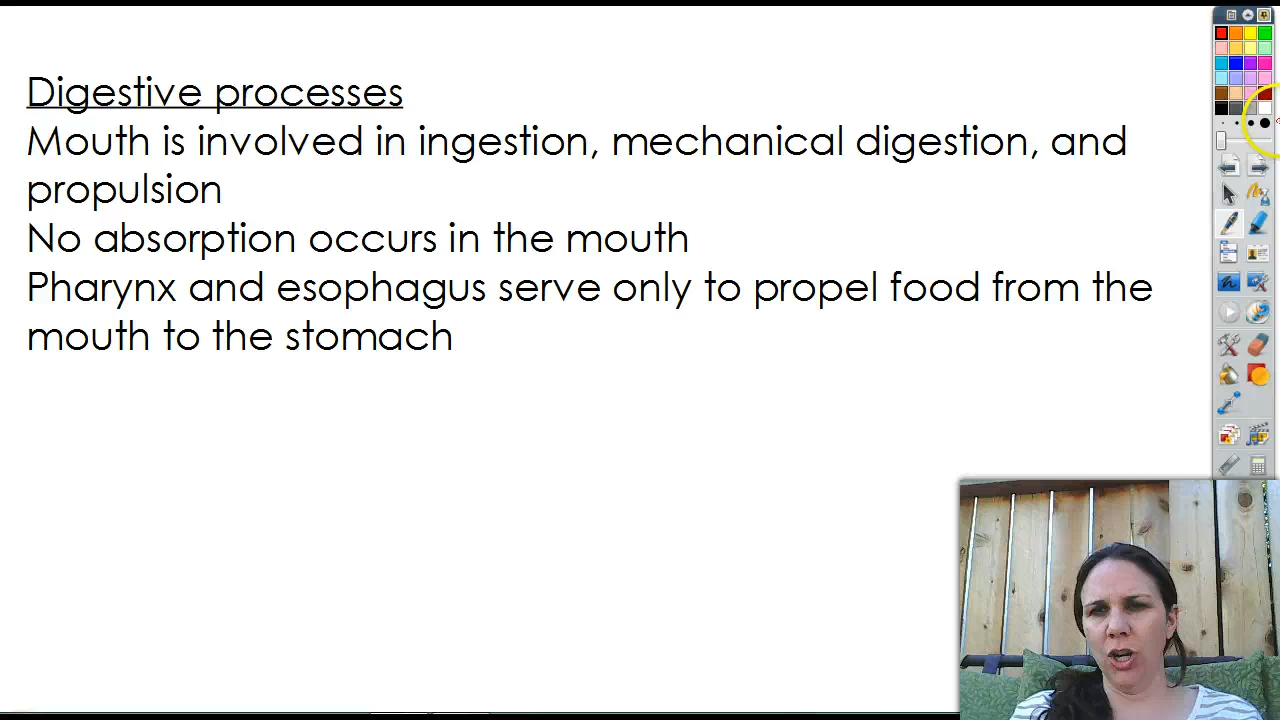 Digestive processes
Mouth is involved in ingestion, mechanical digestion, and
propulsion
No absorption occurs in the mouth
Pharynx and esophagus serve only to propel food from the
mouth to the stomach